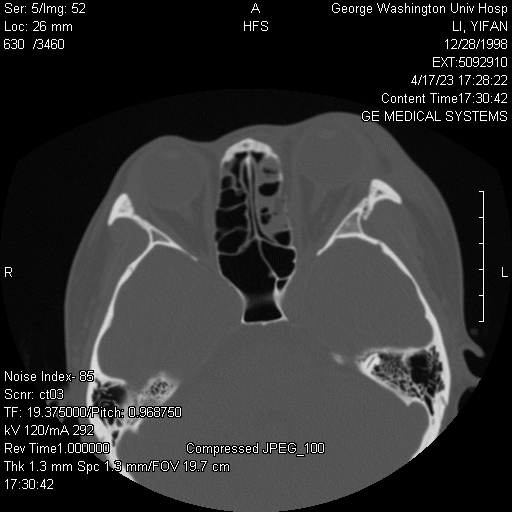 Ser: 5/Img: 52
Loc: 26 mm
630 /3460
A
HFS
George Washington Univ Hosp
LI, YIFAN
12/28/1998
EXT:5092910
4/17/23 17:28:22
Content Time17:30:42
GE MEDICAL SYSTEMS
R
L
Noise Index- 85
Scnr: ct03
TF: 19.375000/Pitch: 0.968750
kV 120/mA 292
Rev Time1.000000
Compressed JPEG_100
Thk 1.3 mm Spc 1.3 mm/FOV 19.7 cm
17:30:42